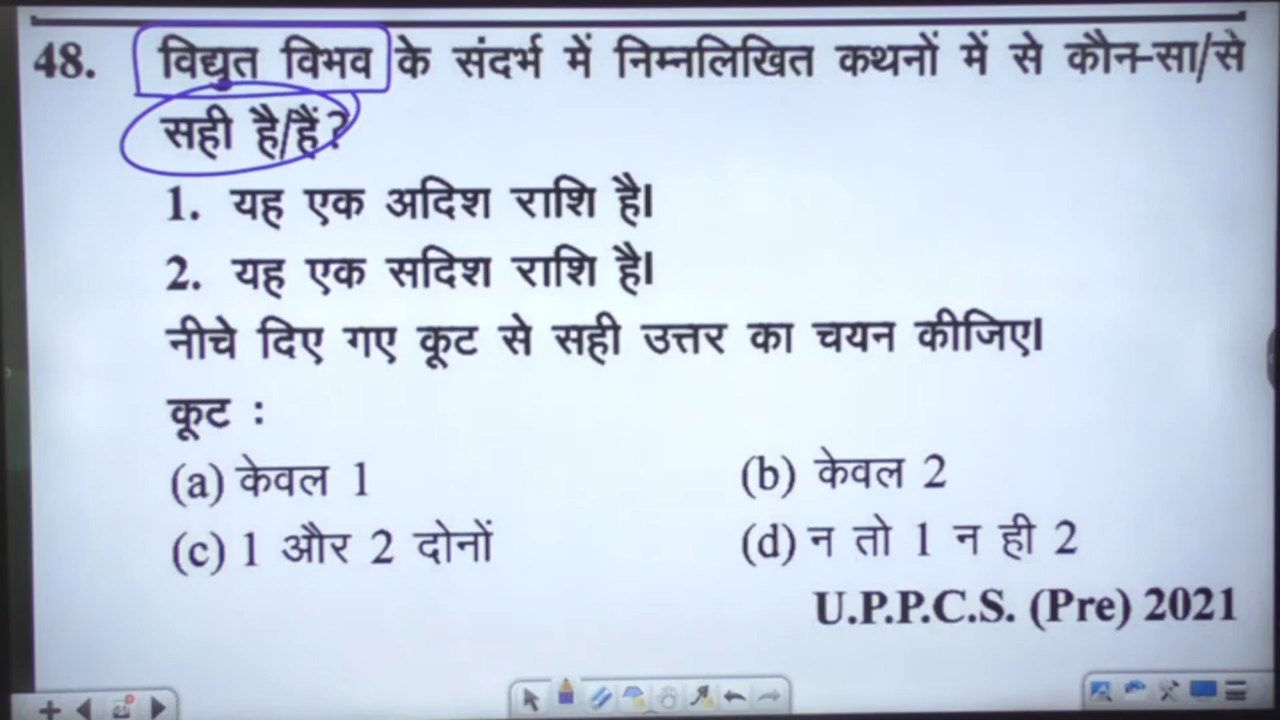 48. विद्युत विभव के संदर्भ में निम्नलिखित कथनों में से कौन-सा/से
सही है/हैं?
1. यह एक अदिश राशि है।
2. यह एक सदिश राशि है।
नीचे दिए गए कूट से सही उत्तर का चयन कीजिए।
कूट :
(a) केवल 1 (b) केवल 2
(c) 1 और 2 दोनों (d) न तो 1 न ही 2
U.P.P.C.S. (Pre) 2021